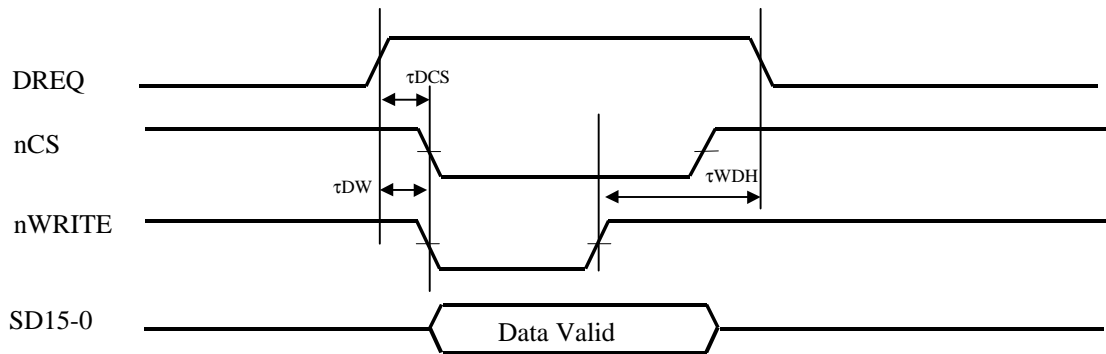 DREQ
τDCS
nCS
τDW
τWDH
nWRITE
SD15-0
Data Valid